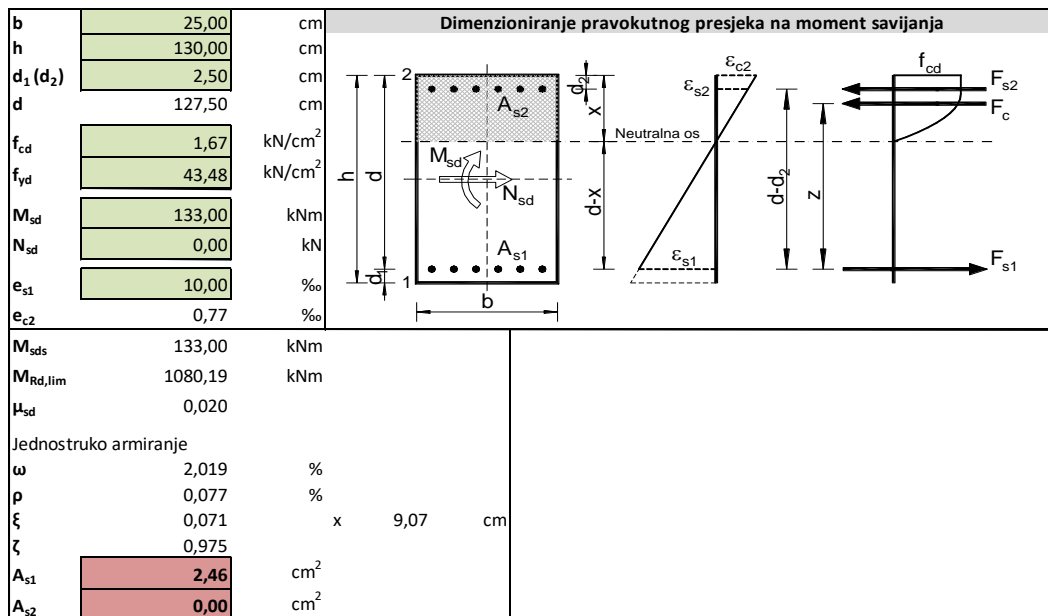 b 25,00 cm
Dimenzioniranje pravokutnog presjeka na moment savijanja
h 130,00 cm
d1 (d2) 2,50 cm
d 127,50 cm
fcd 1,67 kN/cm²
fyd 43,48 kN/cm²
Msd 133,00 kNm
Nsd 0,00 kN
es1 10,00 ‰
ec2 0,77 ‰
2
As2
Msd
Nsd
As1
1
b
h
d
d1
d2
x
d-x
Neutralna os
εc2
εs2
εs1
d-d2
z
fcd
Fs2
Fc
Fs1
Msds 133,00 kNm
MRd,lim 1080,19 kNm
μsd 0,020
Jednostruko armiranje
ω 2,019 %
ρ 0,077 %
ξ 0,071 x 9,07 cm
ζ 0,975
As1 2,46 cm²
As2 0,00 cm²